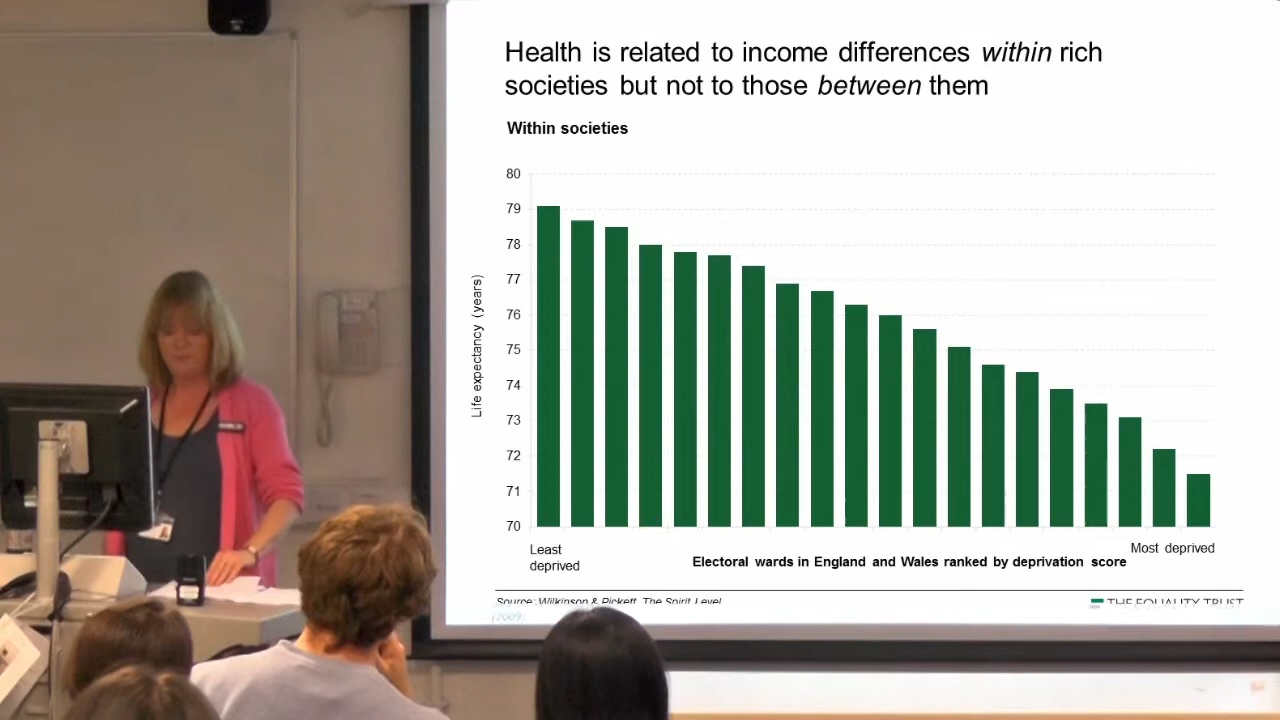 Health is related to income differences within rich
societies but not to those between them
Within societies
80
79
78
77
76
75
74
73
72
71
70
Life expectancy (years)
Least
deprived
Most deprived
Electoral wards in England and Wales ranked by deprivation score
Source: Wilkinson & Pickett, The Spirit Level
(2009)
THE EQUALITY TRUST